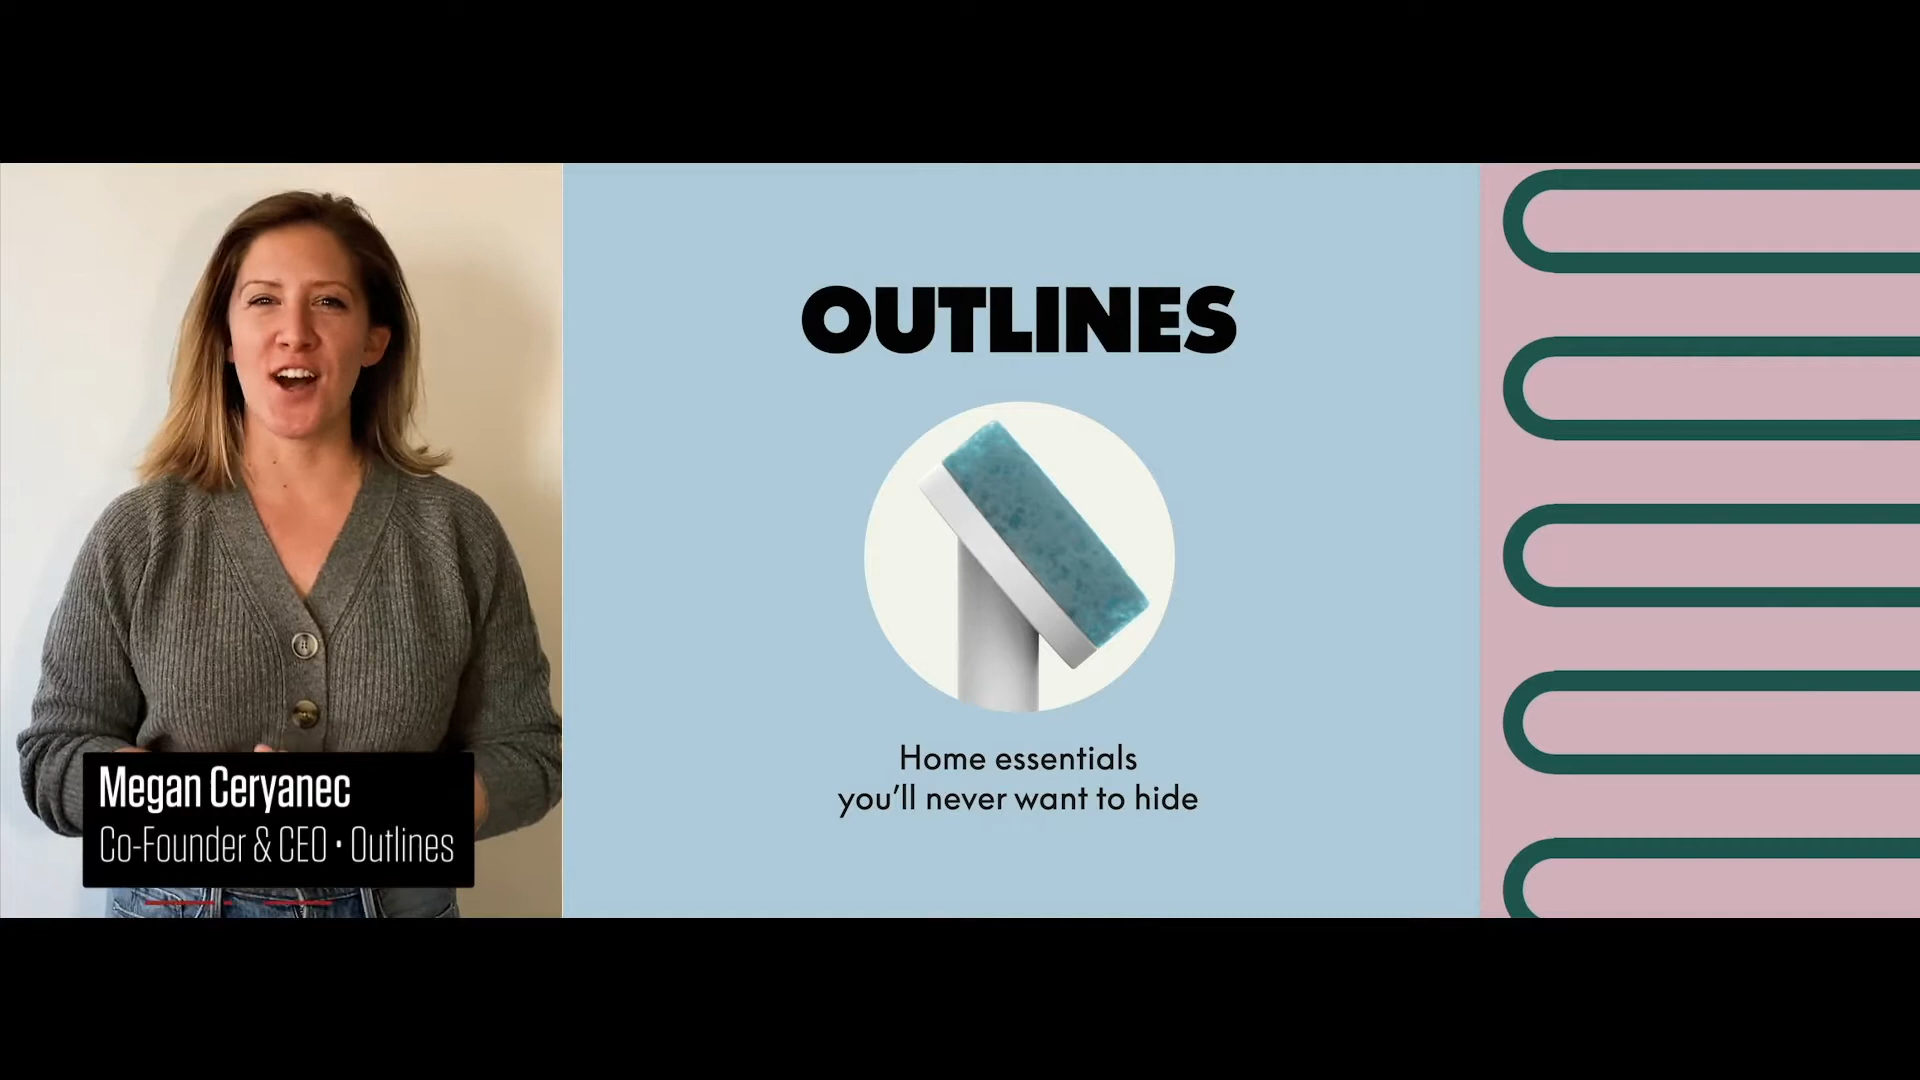 OUTLINES
Home essentials
you'll never want to hide
Megan Ceryanec
Co-Founder & CEO • Outlines